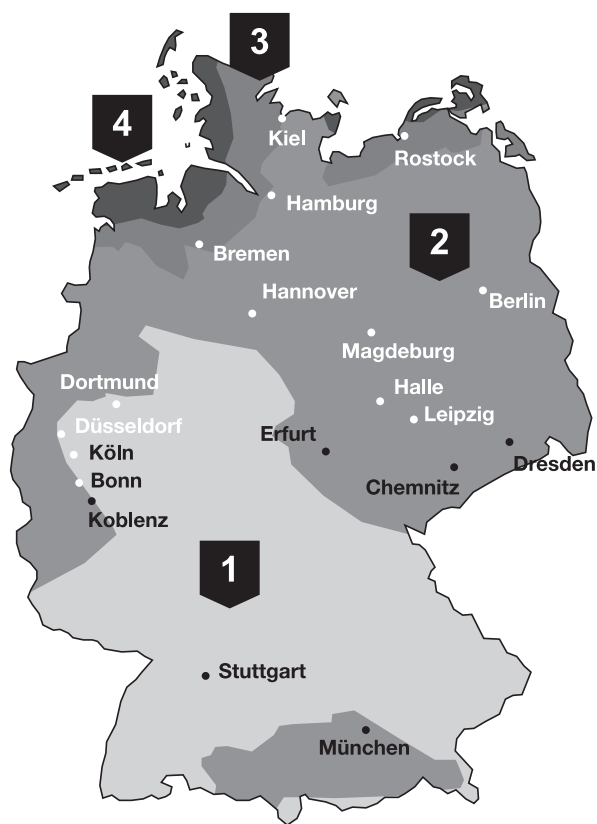 3
4
Kiel
Rostock
Hamburg
2
Bremen
Hannover
Berlin
Magdeburg
Dortmund
Halle
Düsseldorf
Leipzig
Erfurt
Köln
Dresden
Bonn
Chemnitz
Koblenz
1
Stuttgart
München